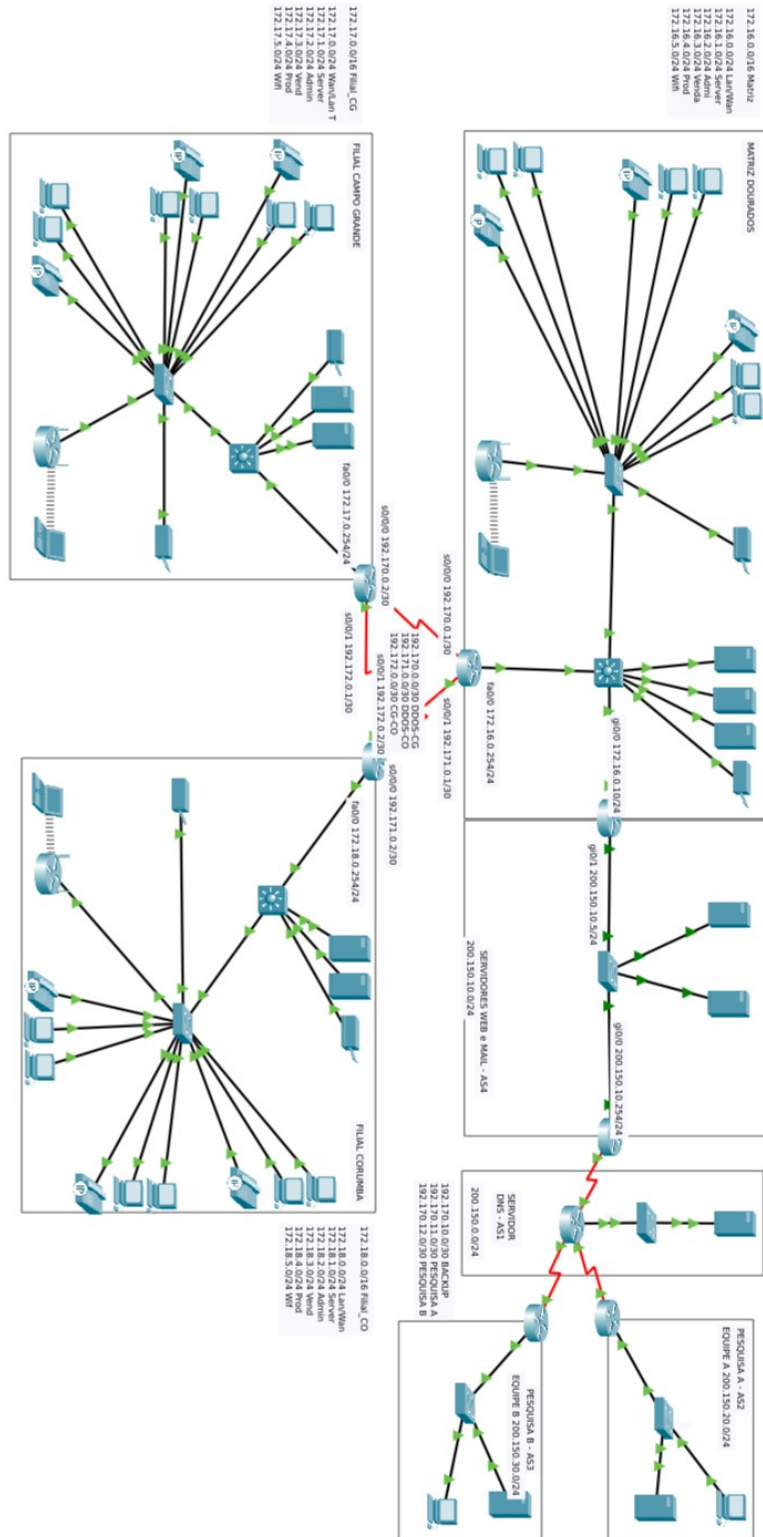 172.16.0.0/16 Matriz
172.16.0.0/24 Lan/Wan
172.16.1.0/24 Server
172.16.2.0/24 Admi
172.16.3.0/24 Venda
172.16.4.0/24 Prod
172.16.5.0/24 Wifi
MATRIZ DOURADOS
IP
IP
IP
gi0/0 172.16.0.10/24
fa0/0 172.16.0.254/24
s0/0/0 192.170.0.1/30
s0/0/1 192.171.0.1/30
gi0/1 200.150.10.5/24
gi0/0 200.150.10.254/24
SERVIDORES WEB e MAIL - AS4
200.150.10.0/24
SERVIDOR
DNS - AS1
200.150.0.0/24
192.170.10.0/30 BACKUP
192.170.11.0/30 PESQUISA A
192.170.12.0/30 PESQUISA B
PESQUISA A - AS2
EQUIPE A 200.150.20.0/24
PESQUISA B - AS3
EQUIPE B 200.150.30.0/24
172.17.0.0/16 Filial_CG
172.17.0.0/24 Wan/Lan T
172.17.1.0/24 Server
172.17.2.0/24 Admin
172.17.3.0/24 Vend
172.17.4.0/24 Prod
172.17.5.0/24 Wifi
FILIAL CAMPO GRANDE
IP
IP
IP
fa0/0 172.17.0.254/24
s0/0/0 192.170.0.2/30
s0/0/1 192.172.0.1/30
192.170.0.0/30 DDOS-CG
192.171.0.0/30 DDOS-CO
192.172.0.0/30 CG-CO
s0/0/1 192.172.0.2/30
s0/0/0 192.171.0.2/30
fa0/0 172.18.0.254/24
FILIAL CORUMBA
IP
IP
IP
172.18.0.0/16 Filial_CO
172.18.0.0/24 Lan/Wan
172.18.1.0/24 Server
172.18.2.0/24 Admin
172.18.3.0/24 Vend
172.18.4.0/24 Prod
172.18.5.0/24 Wif